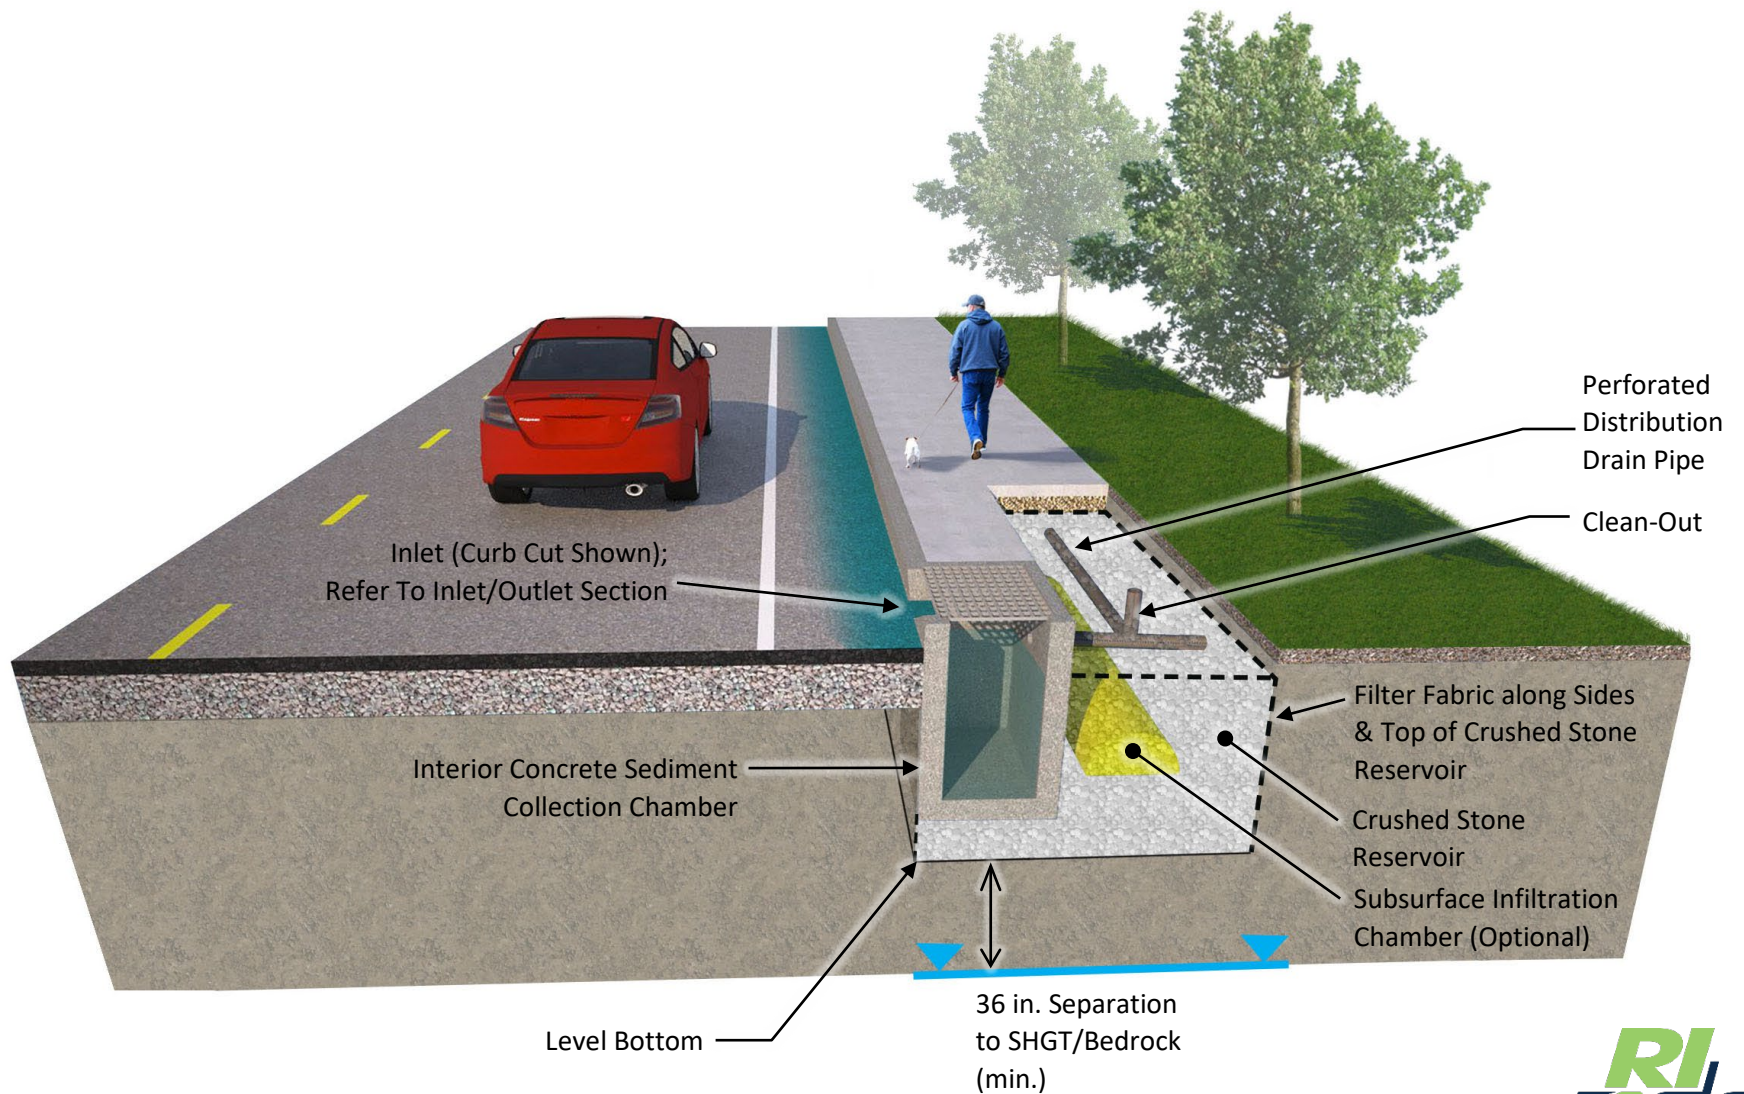 Perforated
Distribution
Drain Pipe
Clean-Out
Inlet (Curb Cut Shown);
Refer To Inlet/Outlet Section
Filter Fabric along Sides
& Top of Crushed Stone
Reservoir
Interior Concrete Sediment
Collection Chamber
Crushed Stone
Reservoir
Subsurface Infiltration
Chamber (Optional)
36 in. Separation
to SHGT/Bedrock
(min.)
Level Bottom
RI